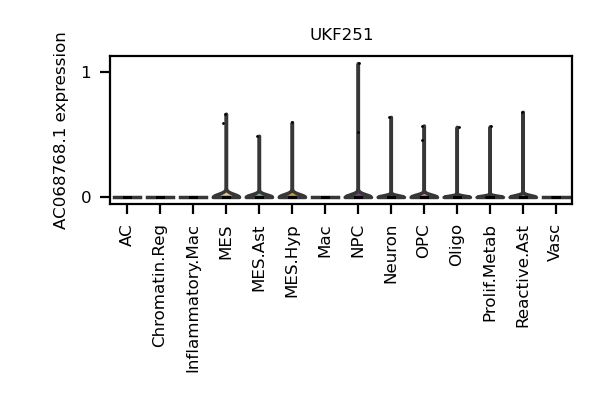 UKF251
AC068768.1 expression
1
0
AC
Chromatin.Reg
Inflammatory.Mac
MES
MES.Ast
MES.Hyp
Mac
NPC
Neuron
OPC
Oligo
Prolif.Metab
Reactive.Ast
Vasc